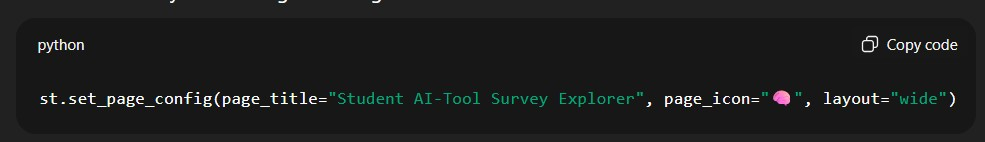 python
Copy code
st.set_page_config(page_title="Student AI-Tool Survey Explorer", page_icon="🧠", layout="wide")